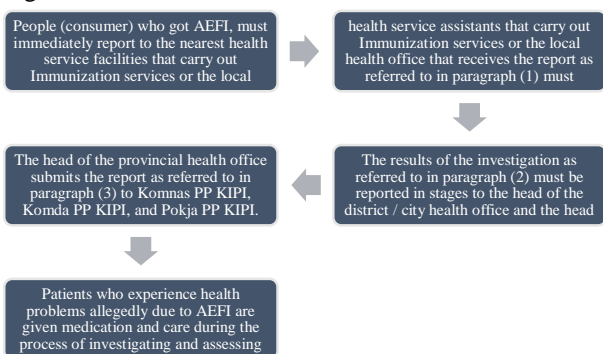 People (consumer) who got AEFI, must
immediately report to the nearest health
service facilities that carry out
Immunization services or the local
health service assistants that carry out
Immunization services or the local
health office that receives the report as
referred to in paragraph (1) must
The results of the investigation as
referred to in paragraph (2) must be
reported in stages to the head of the
district / city health office and the head
The head of the provincial health office
submits the report as referred to in
paragraph (3) to Komnas PP KIPI,
Komda PP KIPI, and Pokja PP KIPI.
Patients who experience health
problems allegedly due to AEFI are
given medication and care during the
process of investigating and assessing